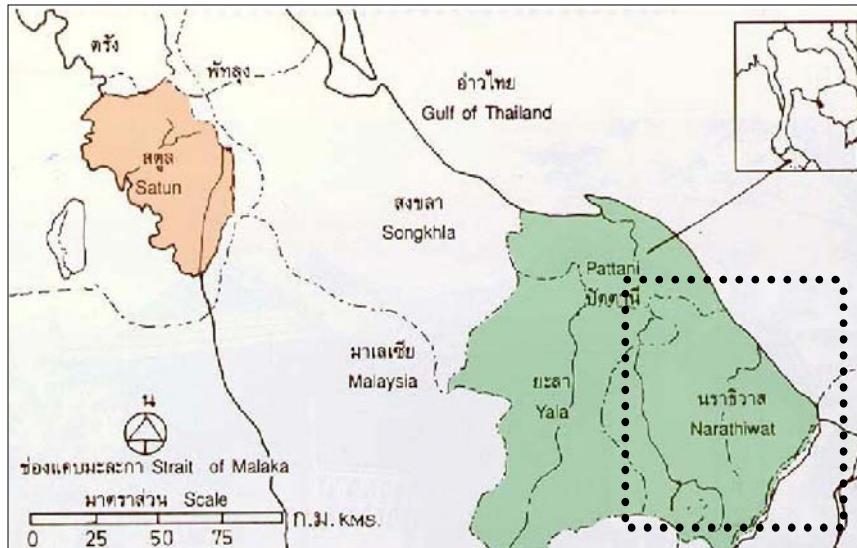 ตรัง
พัทลุง
อ่าวไทย
Gulf of Thailand
สตูล
Satun
สงขลา
Songkhla
Pattani
ปัตตานี
มาเลเซีย
Malaysia
ยะลา
Yala
นราธิวาส
Narathiwat
น
ช่องแคบมะละกา Strait of Malaka
มาตราส่วน Scale
0 25 50 75 ก.ม. KMS.